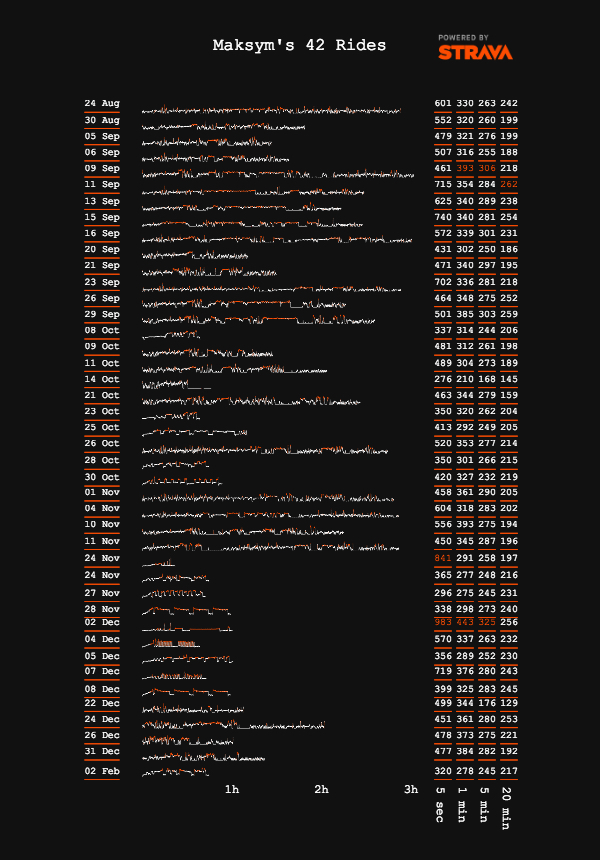 Maksym's 42 Rides
POWERED BY
STRAVA
24 Aug 601 330 263 242
30 Aug 552 320 260 199
05 Sep 479 321 276 199
06 Sep 507 316 255 188
09 Sep 461 393 306 218
11 Sep 715 354 284 262
13 Sep 625 340 289 238
15 Sep 740 340 281 254
16 Sep 572 339 301 231
20 Sep 431 302 250 186
21 Sep 471 340 297 195
23 Sep 702 336 281 218
26 Sep 464 348 275 252
29 Sep 501 385 303 259
08 Oct 337 314 244 206
09 Oct 481 312 261 198
11 Oct 489 304 273 189
14 Oct 276 210 168 145
21 Oct 463 344 279 159
23 Oct 350 320 262 204
25 Oct 413 292 249 205
26 Oct 520 353 277 214
28 Oct 350 301 266 215
30 Oct 420 327 232 219
01 Nov 458 361 290 205
04 Nov 604 318 283 202
10 Nov 556 393 275 194
11 Nov 450 345 287 196
24 Nov 841 291 258 197
24 Nov 365 277 248 216
27 Nov 296 275 245 231
28 Nov 338 298 273 240
02 Dec 983 443 325 256
04 Dec 570 337 263 232
05 Dec 356 289 252 230
07 Dec 719 376 280 243
08 Dec 399 325 283 245
22 Dec 499 344 176 129
24 Dec 451 361 280 253
26 Dec 478 373 275 221
31 Dec 477 384 282 192
02 Feb 320 278 245 217
1h 2h 3h
5 sec
1 min
5 min
20 min